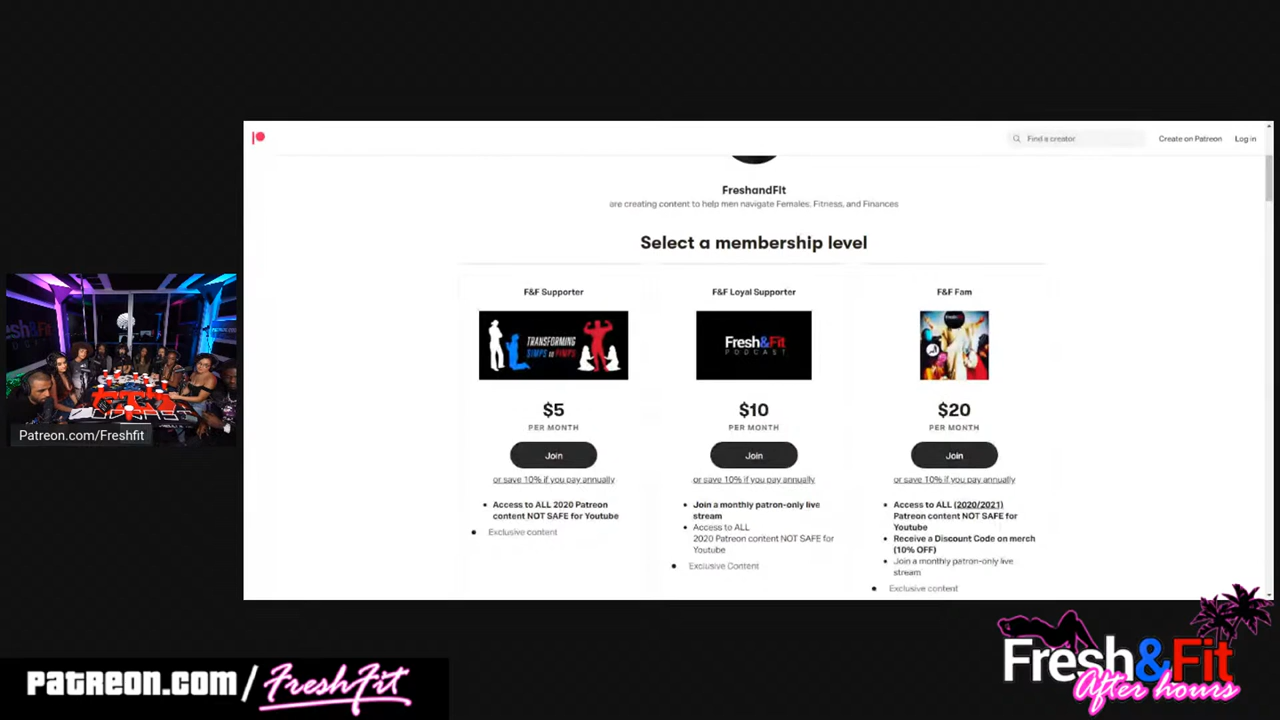 Find a creator
Create on Patreon
Log in
FreshandFit
are creating content to help men navigate Females, Fitness, and Finances
Select a membership level
F&F Supporter
TRANSFORMING
SIMPS to PIMPS
$5
PER MONTH
Join
or save 10% if you pay annually
Access to ALL 2020 Patreon
content NOT SAFE for Youtube
Exclusive content
F&F Loyal Supporter
Fresh&Fit
PODCAST
$10
PER MONTH
Join
or save 10% if you pay annually
Join a monthly patron-only live
stream
Access to ALL
2020 Patreon content NOT SAFE for
Youtube
Exclusive Content
F&F Fam
$20
PER MONTH
Join
or save 10% if you pay annually
Access to ALL (2020/2021)
Patreon content NOT SAFE for
Youtube
Receive a Discount Code on merch
(10% OFF)
Join a monthly patron-only live
stream
Exclusive content
Patreon.com/Freshfit
PATREON.COM/FreshFit
Fresh&Fit
After hours